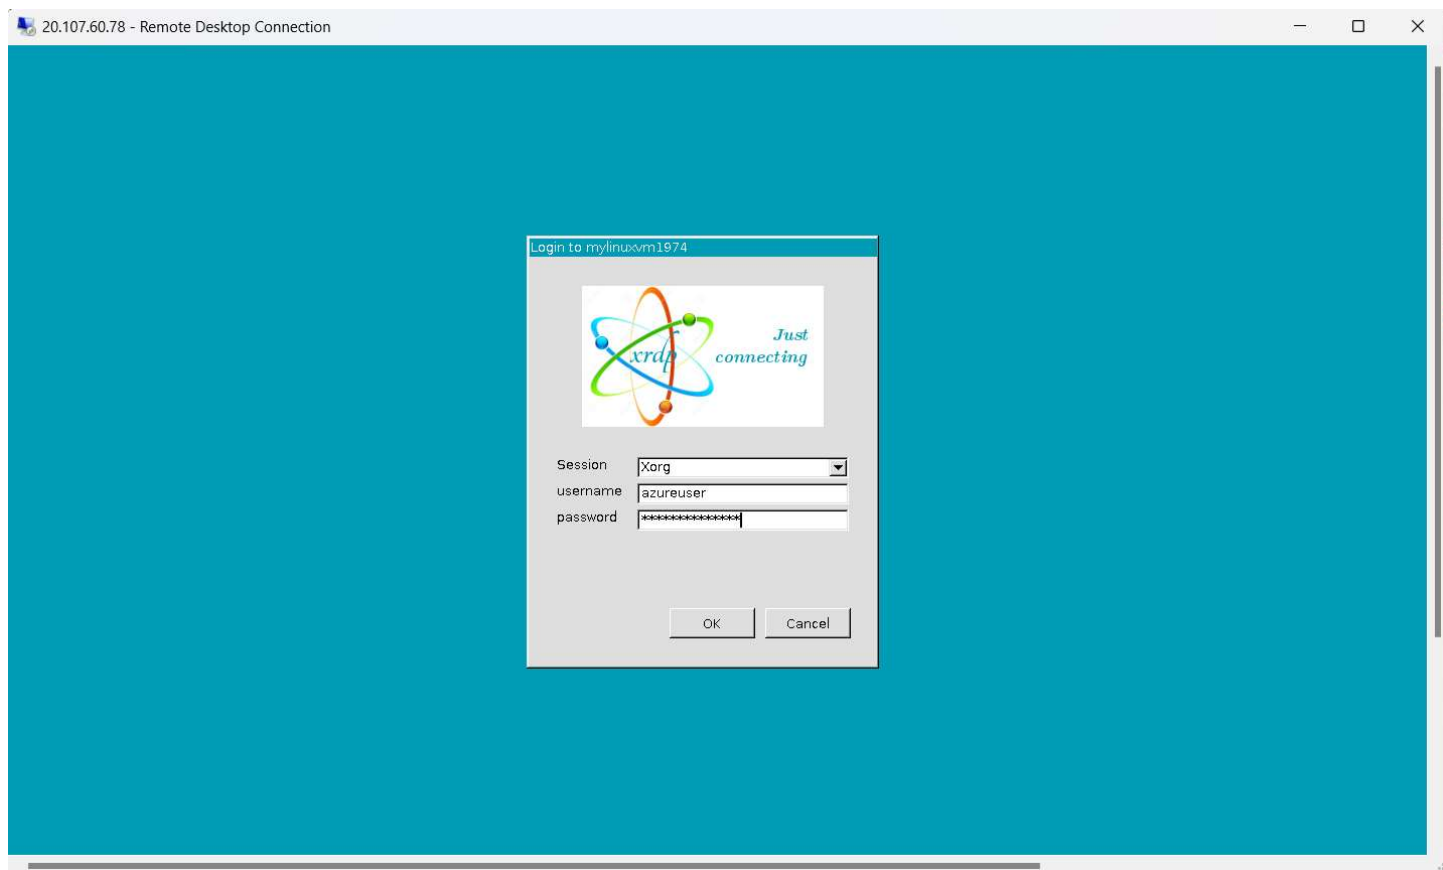 20.107.60.78 - Remote Desktop Connection
Login to mylinuxvm1974
xrdp
Just
connecting
Session
Xorg
username
azureuser
password
***************
OK
Cancel